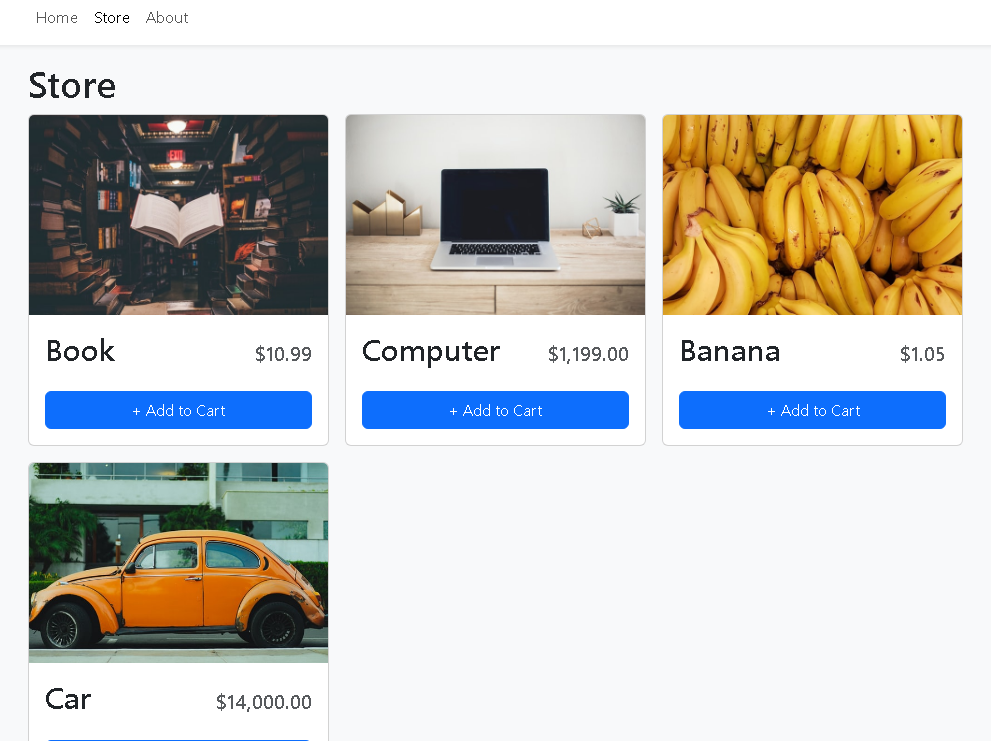 Home Store About
Store
EXIT
Book $10.99
+ Add to Cart
Computer $1,199.00
+ Add to Cart
Banana $1.05
+ Add to Cart
Car $14,000.00